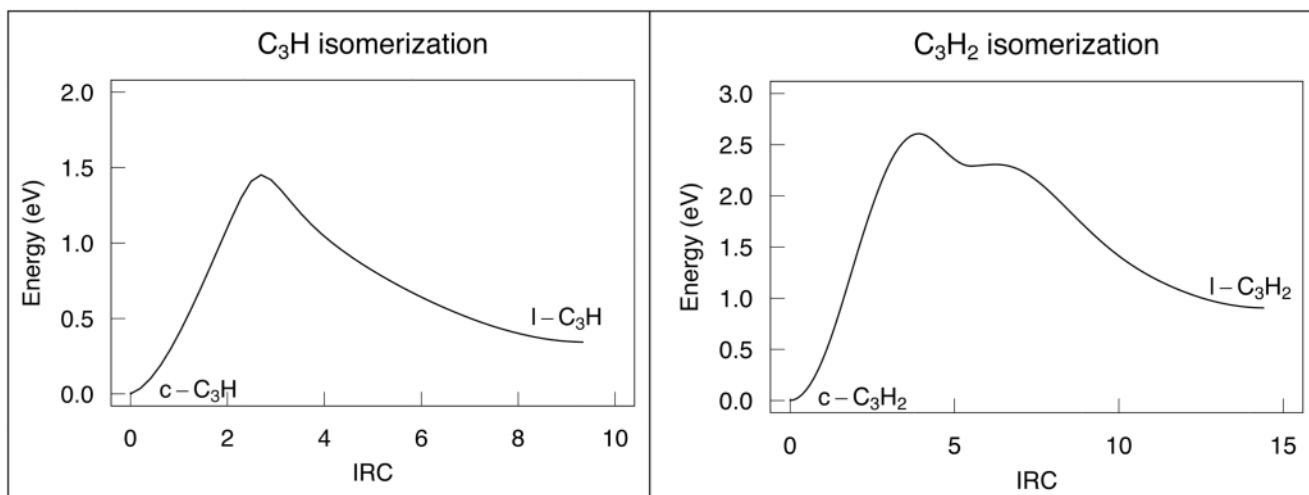 C₃H isomerization
2.0
1.5
1.0
0.5
0.0
Energy (eV)
c – C₃H
l – C₃H
0 2 4 6 8 10
IRC
C₃H₂ isomerization
3.0
2.5
2.0
1.5
1.0
0.5
0.0
Energy (eV)
c – C₃H₂
l – C₃H₂
0 5 10 15
IRC